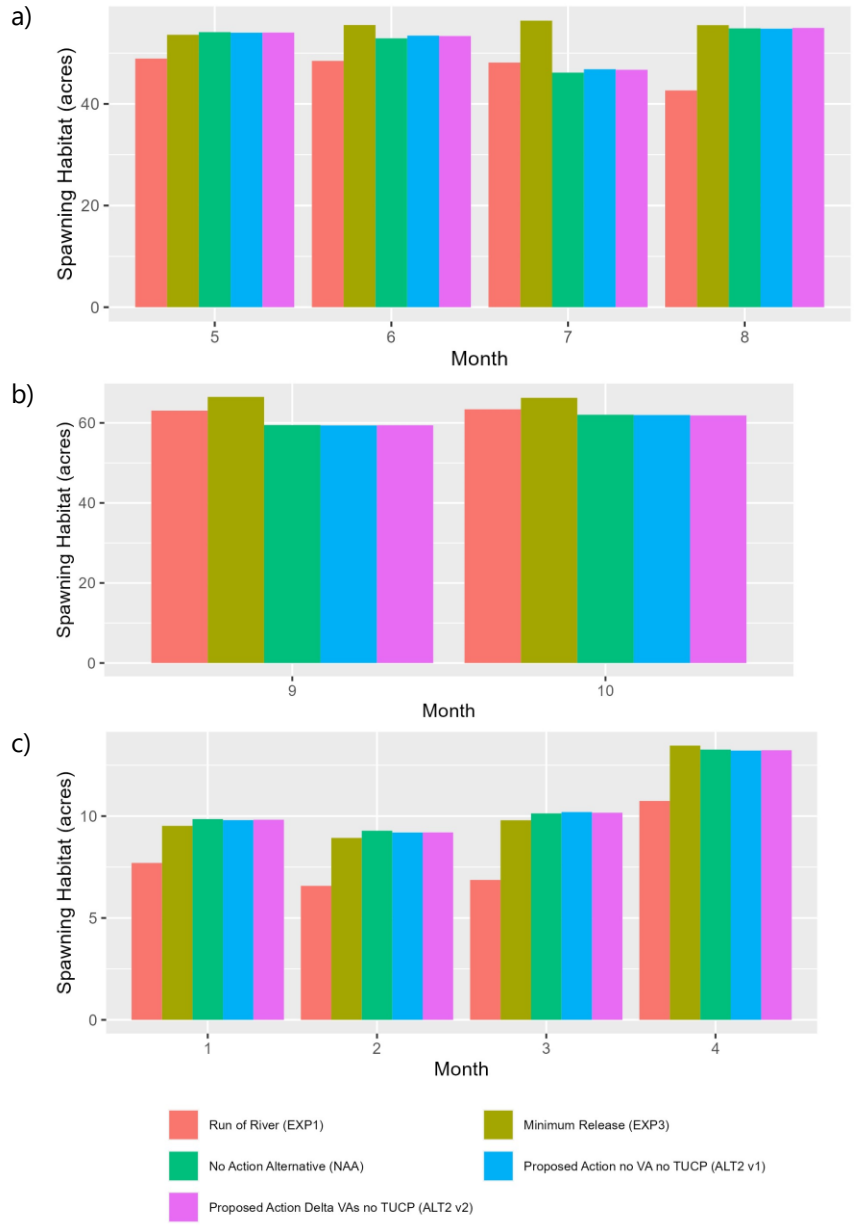 a)
Spawning Habitat (acres)
40
20
0
5 6 7 8
Month
b)
Spawning Habitat (acres)
60
40
20
0
9 10
Month
c)
Spawning Habitat (acres)
10
5
0
1 2 3 4
Month
Run of River (EXP1) Minimum Release (EXP3)
No Action Alternative (NAA) Proposed Action no VA no TUCP (ALT2 v1)
Proposed Action Delta VAs no TUCP (ALT2 v2)